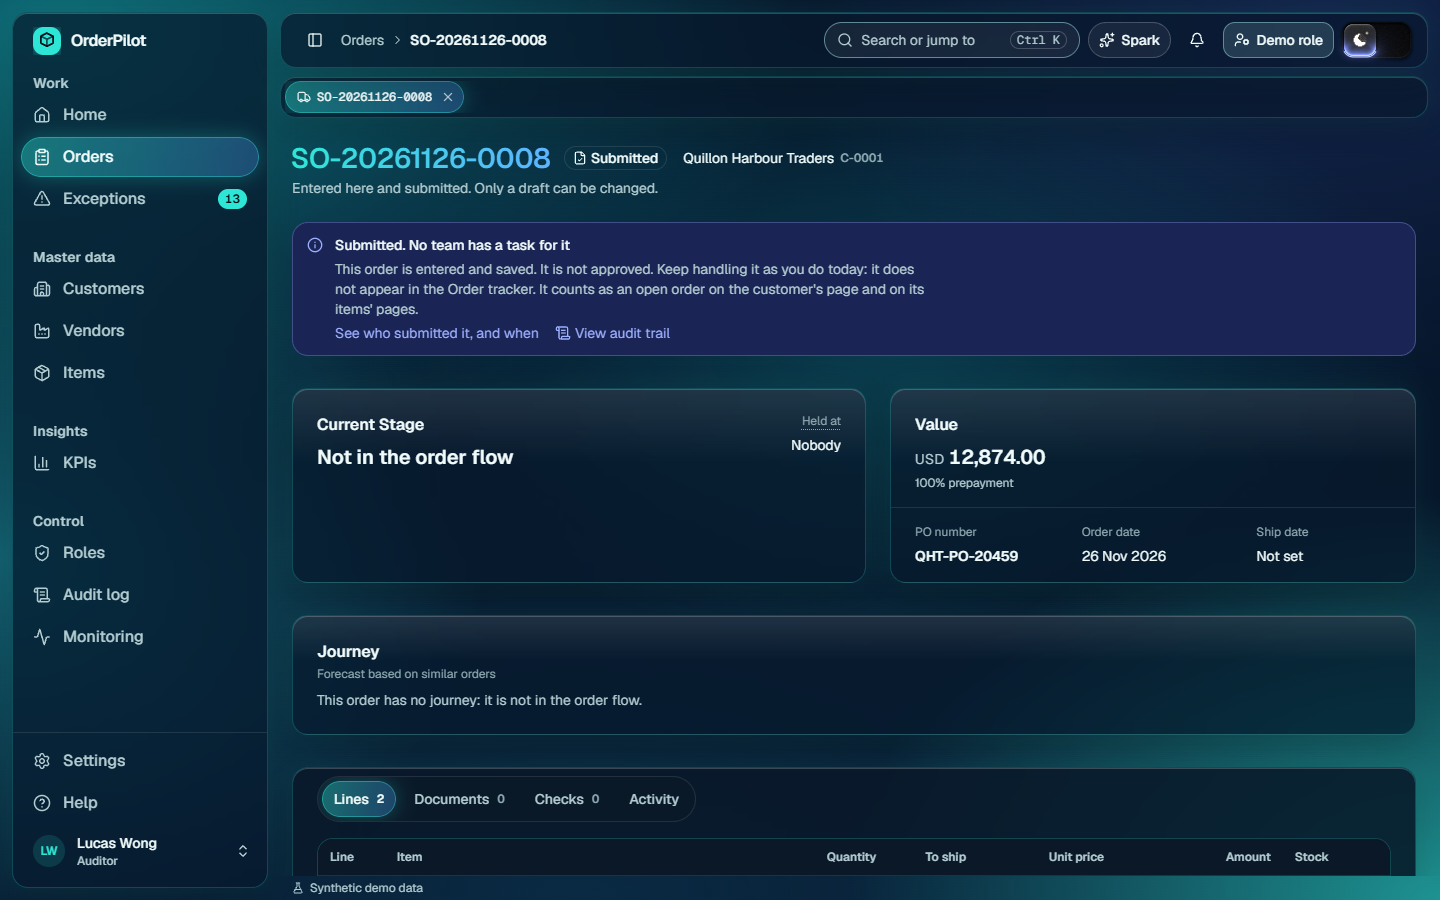 OrderPilot
Work
Home
Orders
Exceptions 13
Master data
Customers
Vendors
Items
Insights
KPIs
Control
Roles
Audit log
Monitoring
Settings
Help
LW
Lucas Wong
Auditor
Orders > SO-20261126-0008
Search or jump to Ctrl K
Spark
Demo role
SO-20261126-0008
SO-20261126-0008 Submitted Quillon Harbour Traders C-0001
Entered here and submitted. Only a draft can be changed.
Submitted. No team has a task for it
This order is entered and saved. It is not approved. Keep handling it as you do today: it does
not appear in the Order tracker. It counts as an open order on the customer's page and on its
items' pages.
See who submitted it, and when View audit trail
Current Stage
Not in the order flow
Held at
Nobody
Value
USD 12,874.00
100% prepayment
PO number Order date Ship date
QHT-PO-20459 26 Nov 2026 Not set
Journey
Forecast based on similar orders
This order has no journey: it is not in the order flow.
Lines 2 Documents 0 Checks 0 Activity
Line Item Quantity To ship Unit price Amount Stock
Synthetic demo data